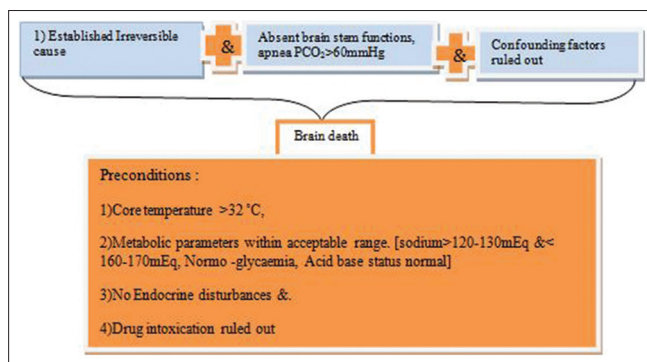 1) Established Irreversible
cause
&
Absent brain stem functions,
apnea PCO₂>60mmHg
&
Confounding factors
ruled out
Brain death
Preconditions :
1)Core temperature >32 °C,
2)Metabolic parameters within acceptable range. [sodium>120-130mEq &<
160-170mEq, Normo -glycaemia, Acid base status normal]
3)No Endocrine disturbances &.
4)Drug intoxication ruled out